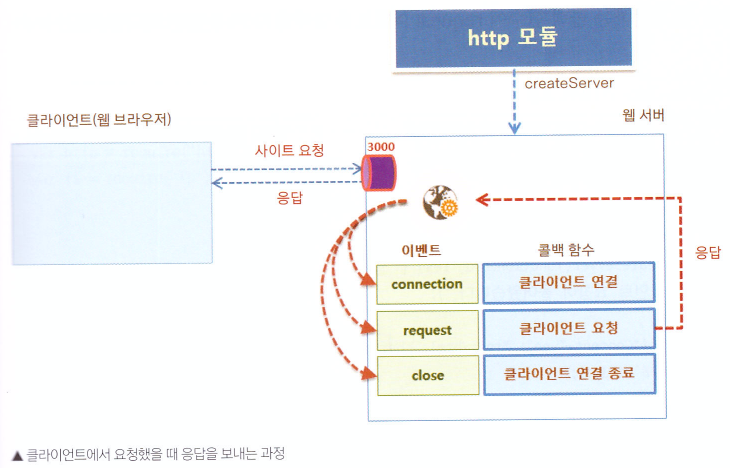 http 모듈
createServer
웹 서버
클라이언트(웹 브라우저)
사이트 요청
3000
응답
이벤트
콜백 함수
응답
connection
클라이언트 연결
request
클라이언트 요청
close
클라이언트 연결 종료
▲ 클라이언트에서 요청했을 때 응답을 보내는 과정